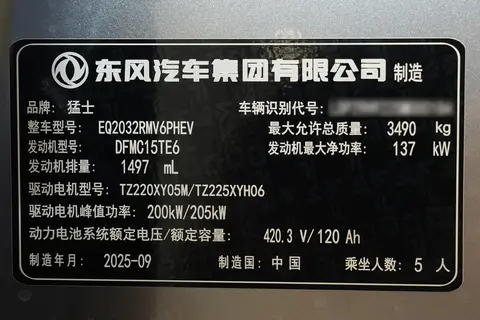 东风汽车集团有限公司 制造
品牌：猛士 车辆识别代号：
整车型号： EQ2032RMV6PHEV 最大允许总质量： 3490 kg
发动机型号： DFMC15TE6 发动机最大净功率： 137 kW
发动机排量： 1497 mL
驱动电机型号： TZ220XY05M/TZ225XYH06
驱动电机峰值功率： 200kW/205kW
动力电池系统额定电压/额定容量： 420.3 V/120 Ah
制造年月： 2025-09 制造国：中国 乘坐人数： 5 人